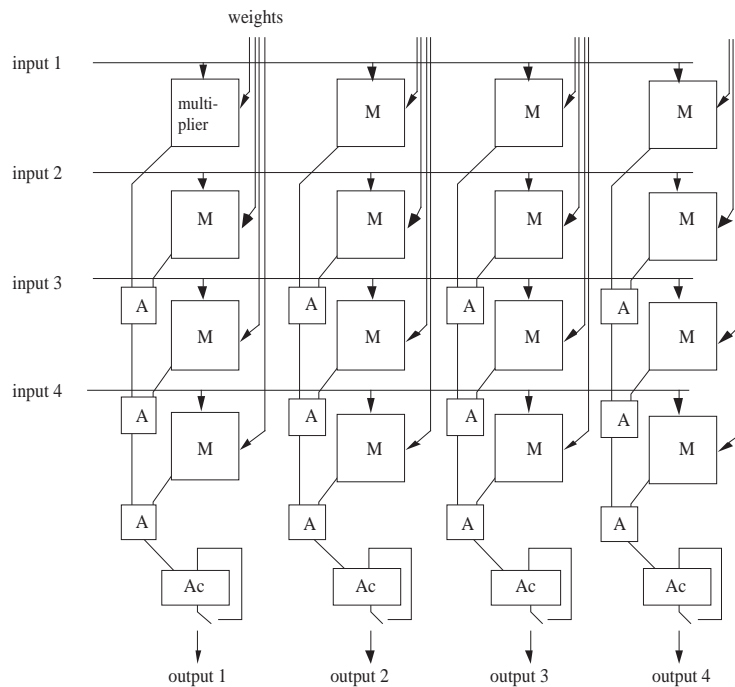 weights
input 1
multi-
plier
M
M
M
input 2
M
M
M
M
input 3
A
A
A
A
M
M
M
M
input 4
A
A
A
A
M
M
M
M
A
A
A
A
Ac
Ac
Ac
Ac
output 1
output 2
output 3
output 4